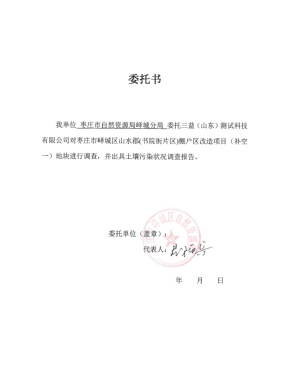 委托书
我单位 枣庄市自然资源局峄城分局 委托三益（山东）测试科技
有限公司对枣庄市峄城区山水郡(书院街片区)棚户区改造项目（补空
一）地块进行调查，并出具土壤污染状况调查报告。
委托单位（盖章）：
代表人：
年 月 日